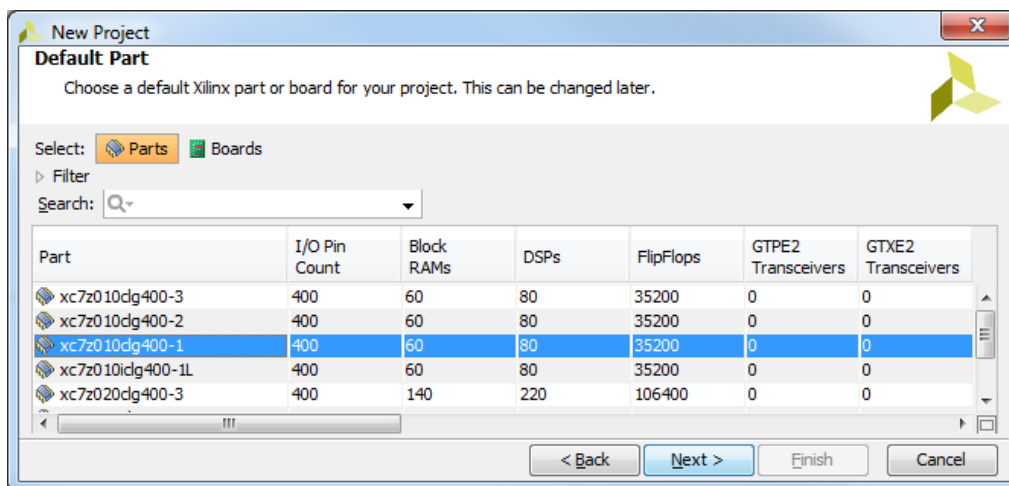 New Project
Default Part
Choose a default Xilinx part or board for your project. This can be changed later.
Select: Parts Boards
Filter
Search:
Part I/O Pin Count Block RAMs DSPs FlipFlops GTPE2 Transceivers GTXE2 Transceivers
xc7z010clg400-3 400 60 80 35200 0 0
xc7z010clg400-2 400 60 80 35200 0 0
xc7z010clg400-1 400 60 80 35200 0 0
xc7z010iclg400-1L 400 60 80 35200 0 0
xc7z020clg400-3 400 140 220 106400 0 0
< Back Next > Finish Cancel